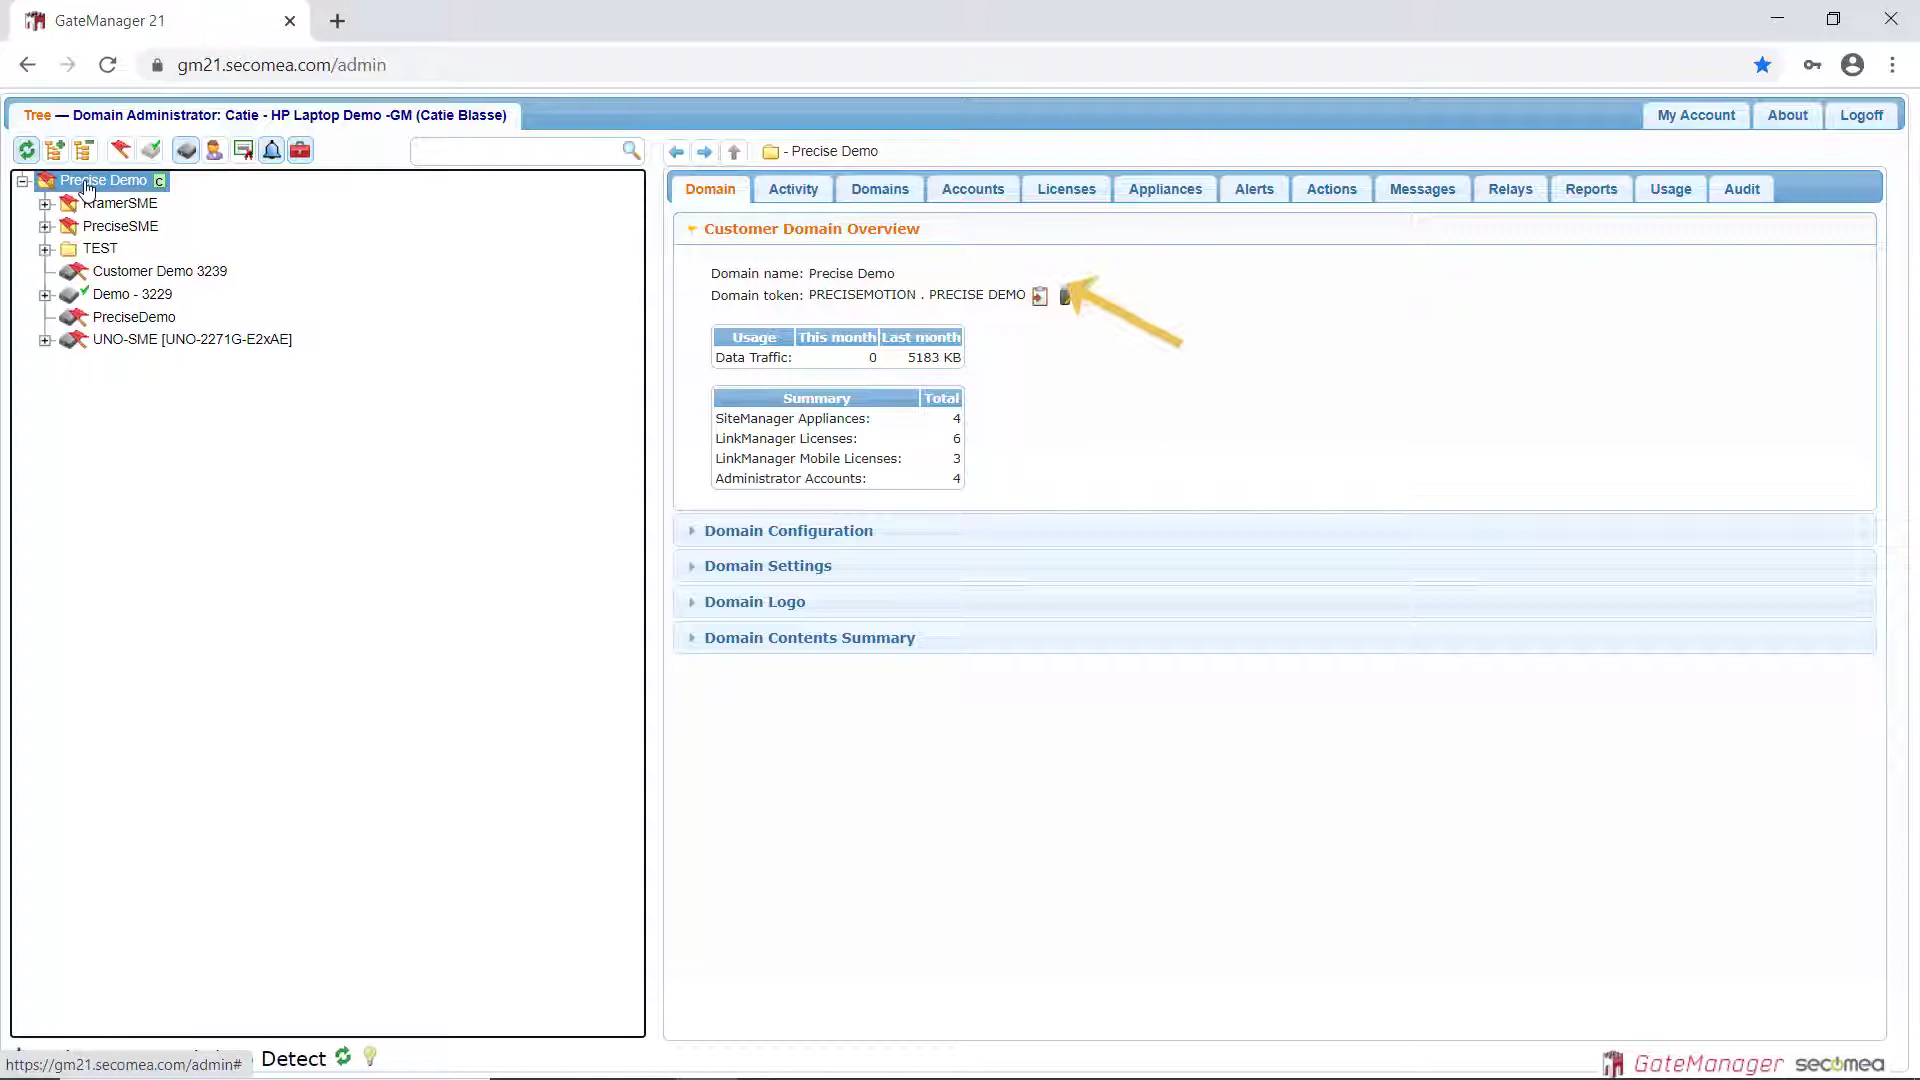 GateManager 21
gm21.secomea.com/admin
Tree — Domain Administrator: Catie - HP Laptop Demo -GM (Catie Blasse)
My Account
About
Logoff
- Precise Demo
Precise Demo C
KramerSME
PreciseSME
TEST
Customer Demo 3239
Demo - 3229
PreciseDemo
UNO-SME [UNO-2271G-E2xAE]
Domain
Activity
Domains
Accounts
Licenses
Appliances
Alerts
Actions
Messages
Relays
Reports
Usage
Audit
Customer Domain Overview
Domain name: Precise Demo
Domain token: PRECISEMOTION . PRECISE DEMO
Usage This month Last month
Data Traffic: 0 5183 KB
Summary Total
SiteManager Appliances: 4
LinkManager Licenses: 6
LinkManager Mobile Licenses: 3
Administrator Accounts: 4
Domain Configuration
Domain Settings
Domain Logo
Domain Contents Summary
https://gm21.secomea.com/admin#
Detect
GateManager secomea